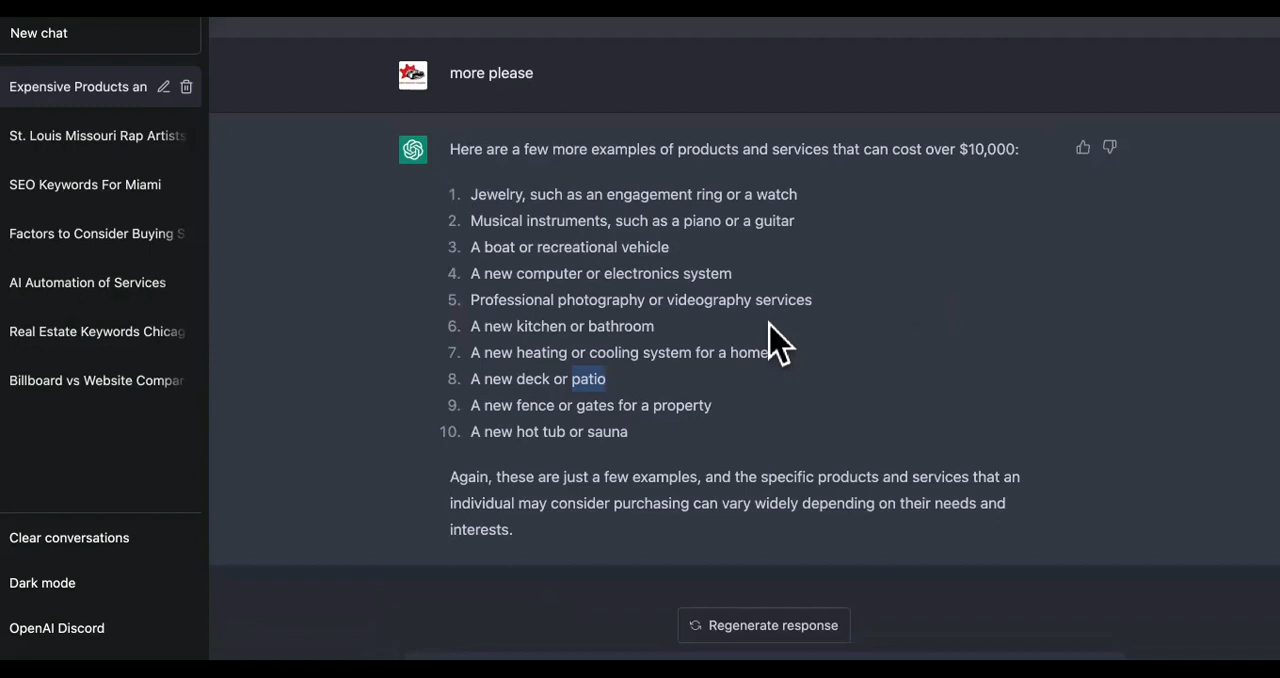 New chat
Expensive Products an
St. Louis Missouri Rap Artists
SEO Keywords For Miami
Factors to Consider Buying S
AI Automation of Services
Real Estate Keywords Chicag
Billboard vs Website Compar
Clear conversations
Dark mode
OpenAI Discord
more please
Here are a few more examples of products and services that can cost over $10,000:
1. Jewelry, such as an engagement ring or a watch
2. Musical instruments, such as a piano or a guitar
3. A boat or recreational vehicle
4. A new computer or electronics system
5. Professional photography or videography services
6. A new kitchen or bathroom
7. A new heating or cooling system for a home
8. A new deck or patio
9. A new fence or gates for a property
10. A new hot tub or sauna
Again, these are just a few examples, and the specific products and services that an
individual may consider purchasing can vary widely depending on their needs and
interests.
Regenerate response